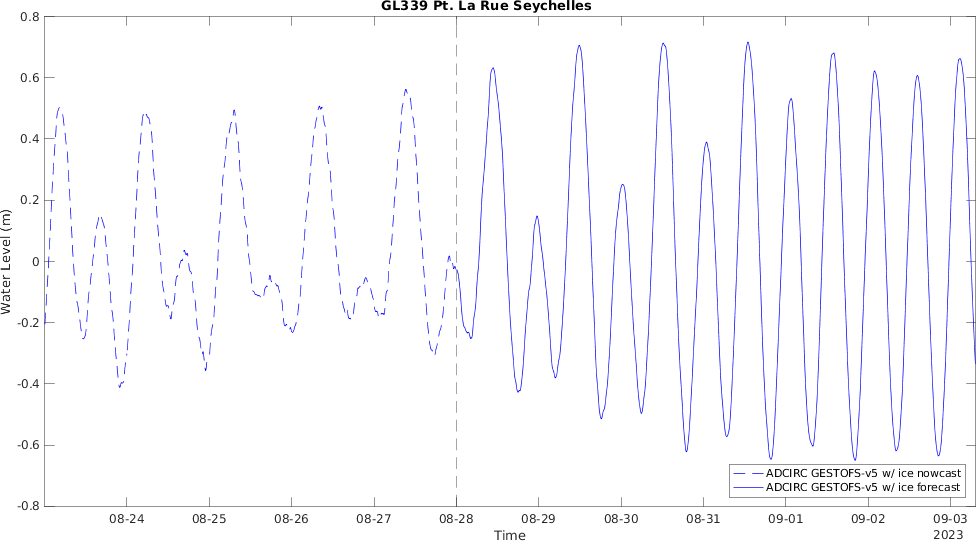 GL339 Pt. La Rue Seychelles
0.8
0.6
0.4
0.2
0
-0.2
-0.4
-0.6
-0.8
Water Level (m)
ADCIRC GESTOFS-v5 w/ ice nowcast
ADCIRC GESTOFS-v5 w/ ice forecast
08-24 08-25 08-26 08-27 08-28 08-29 08-30 08-31 09-01 09-02 09-03
2023
Time